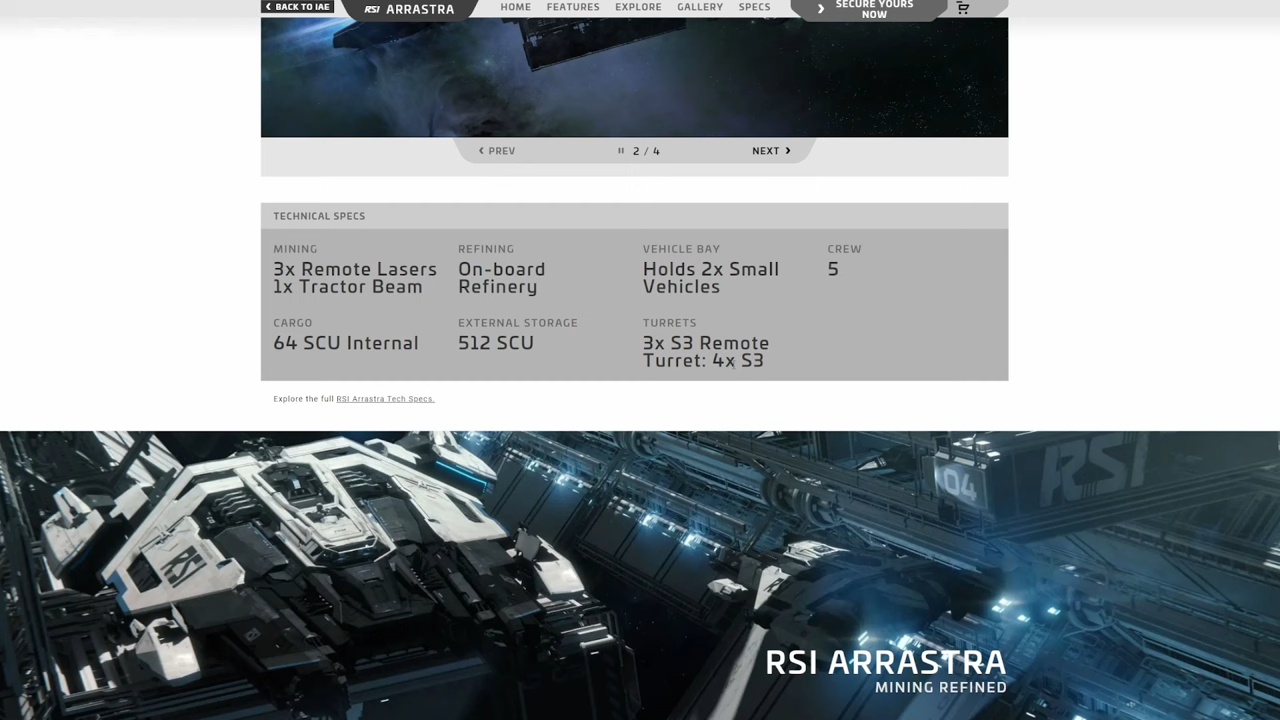 BACK TO IAE
RSI ARRASTRA
HOME FEATURES EXPLORE GALLERY SPECS
SECURE YOURS
NOW
PREV
2 / 4
NEXT
TECHNICAL SPECS
MINING
3x Remote Lasers
1x Tractor Beam
REFINING
On-board
Refinery
VEHICLE BAY
Holds 2x Small
Vehicles
CREW
5
CARGO
64 SCU Internal
EXTERNAL STORAGE
512 SCU
TURRETS
3x S3 Remote
Turret: 4x S3
Explore the full RSI Arrastra Tech Specs.
04
RSI
RSI
RSI ARRASTRA
MINING REFINED